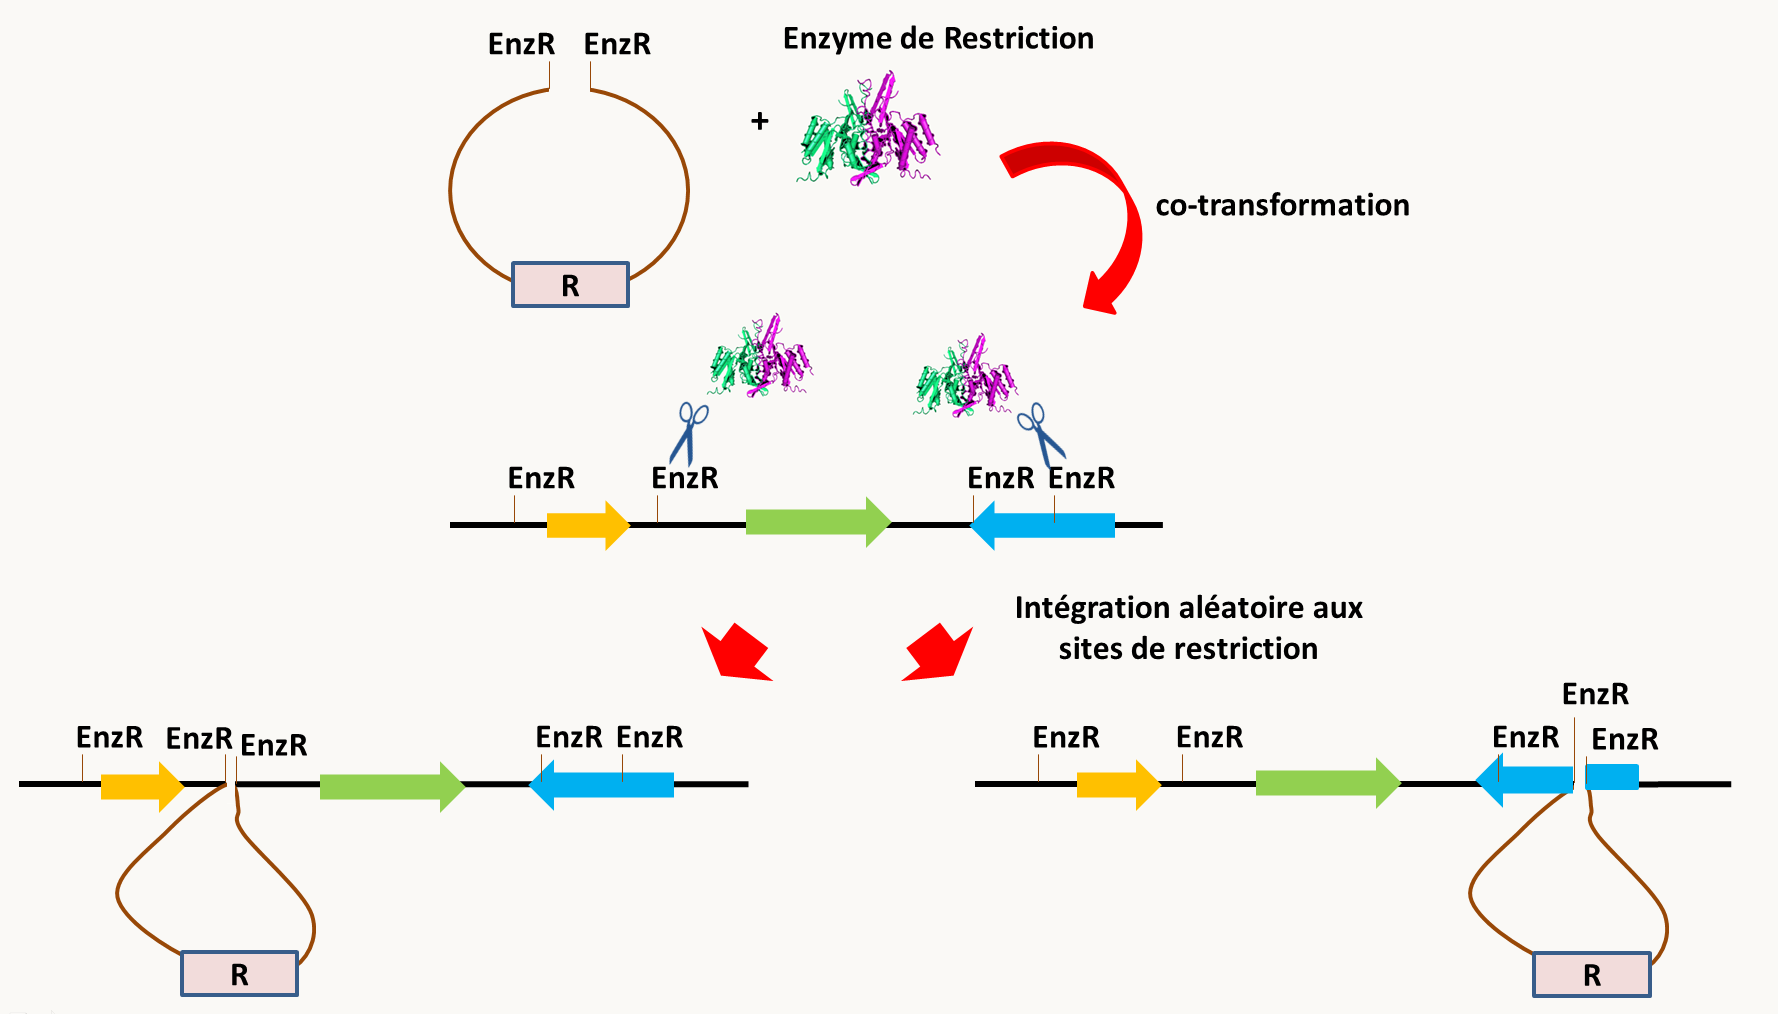 EnzR EnzR
Enzyme de Restriction
+
co-transformation
R
EnzR EnzR EnzR EnzR
Intégration aléatoire aux
sites de restriction
EnzR EnzR EnzR EnzR EnzR
EnzR
EnzR EnzR EnzR EnzR
R
R